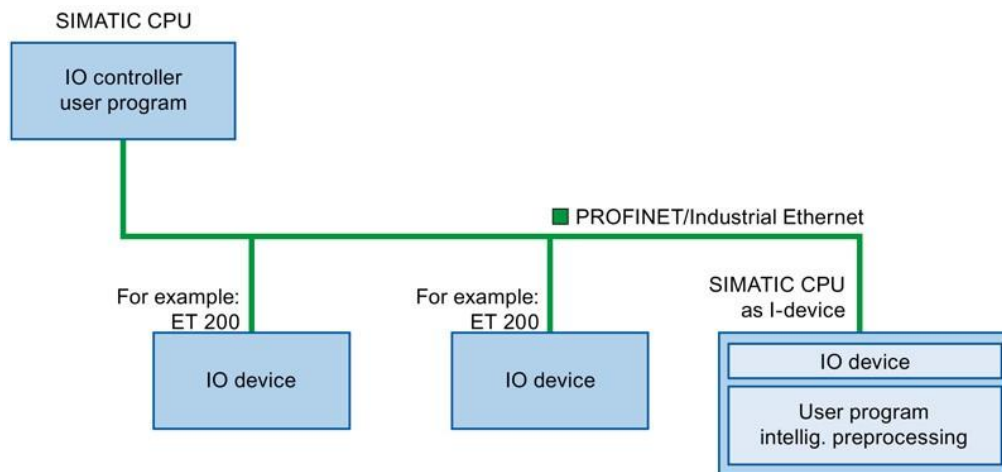 SIMATIC CPU
IO controller
user program
PROFINET/Industrial Ethernet
For example:
ET 200
IO device
For example:
ET 200
IO device
SIMATIC CPU
as I-device
IO device
User program
intellig. preprocessing